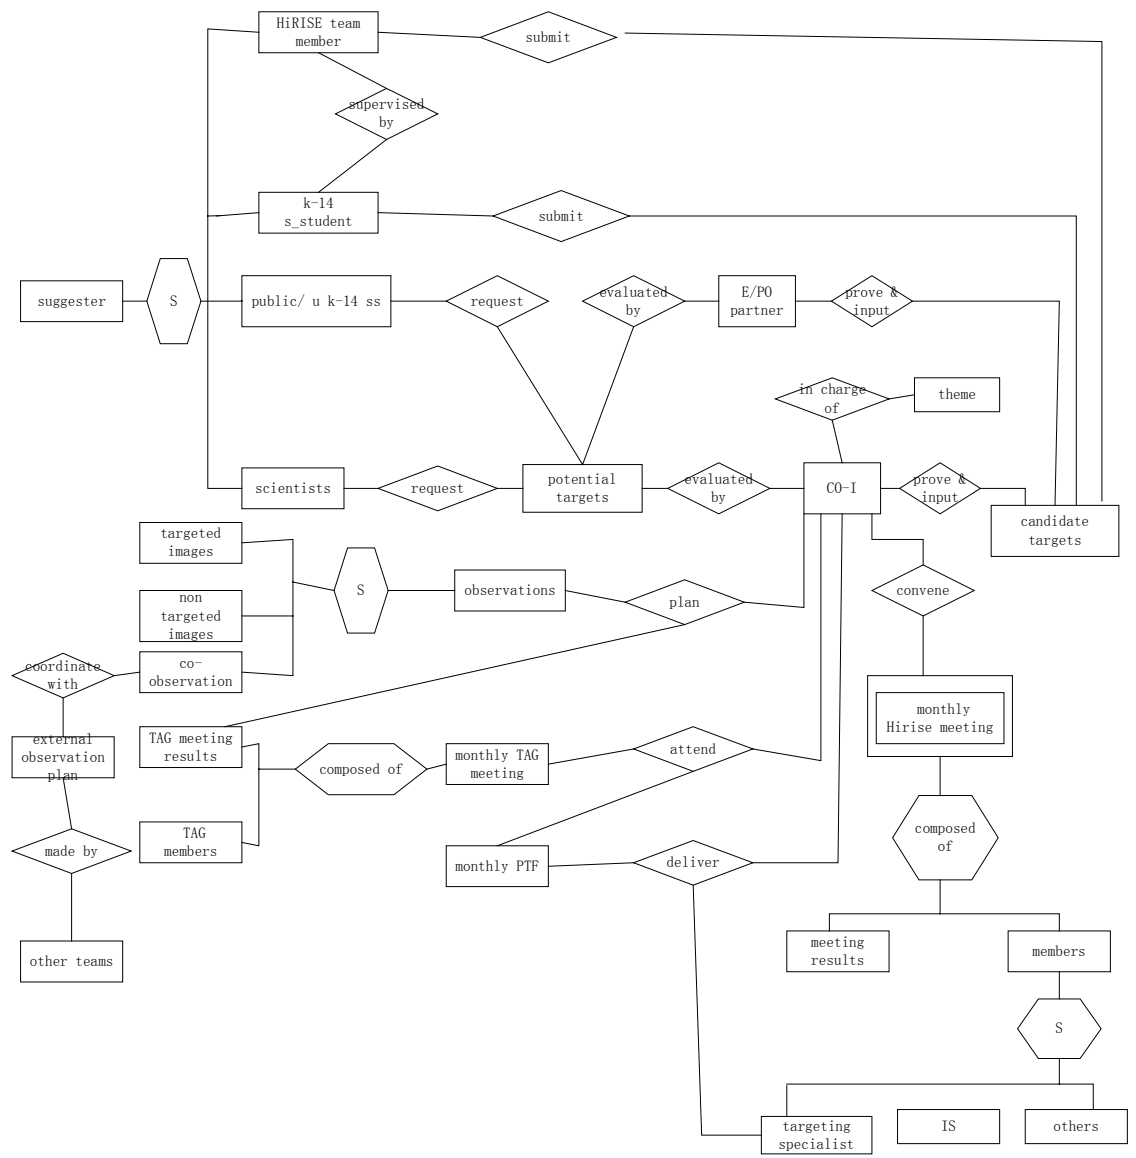 HiRISE team
member
submit
supervised
by
k-14
s_student
submit
suggester
S
public/ u k-14 ss
request
evaluated
by
E/PO
partner
prove &
input
in charge
of
theme
scientists
request
potential
targets
evaluated
by
CO-I
prove &
input
candidate
targets
targeted
images
S
observations
plan
convene
non
targeted
images
coordinate
with
co-
observation
monthly
Hirise meeting
external
observation
plan
TAG meeting
results
composed of
monthly TAG
meeting
attend
made by
TAG
members
monthly PTF
deliver
composed
of
other teams
meeting
results
members
S
targeting
specialist
IS
others